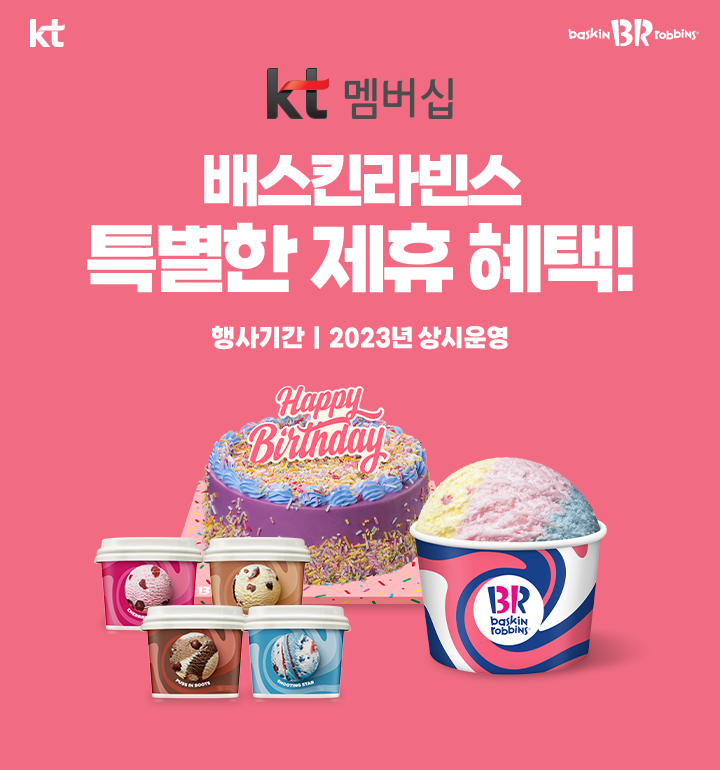 kt
baskin BR robbins
kt 멤버십
배스킨라빈스
특별한 제휴 혜택!
행사기간 | 2023년 상시운영
Happy
Birthday
PUSS IN BOOTS
SHOOTING STAR
BR
baskin
robbins